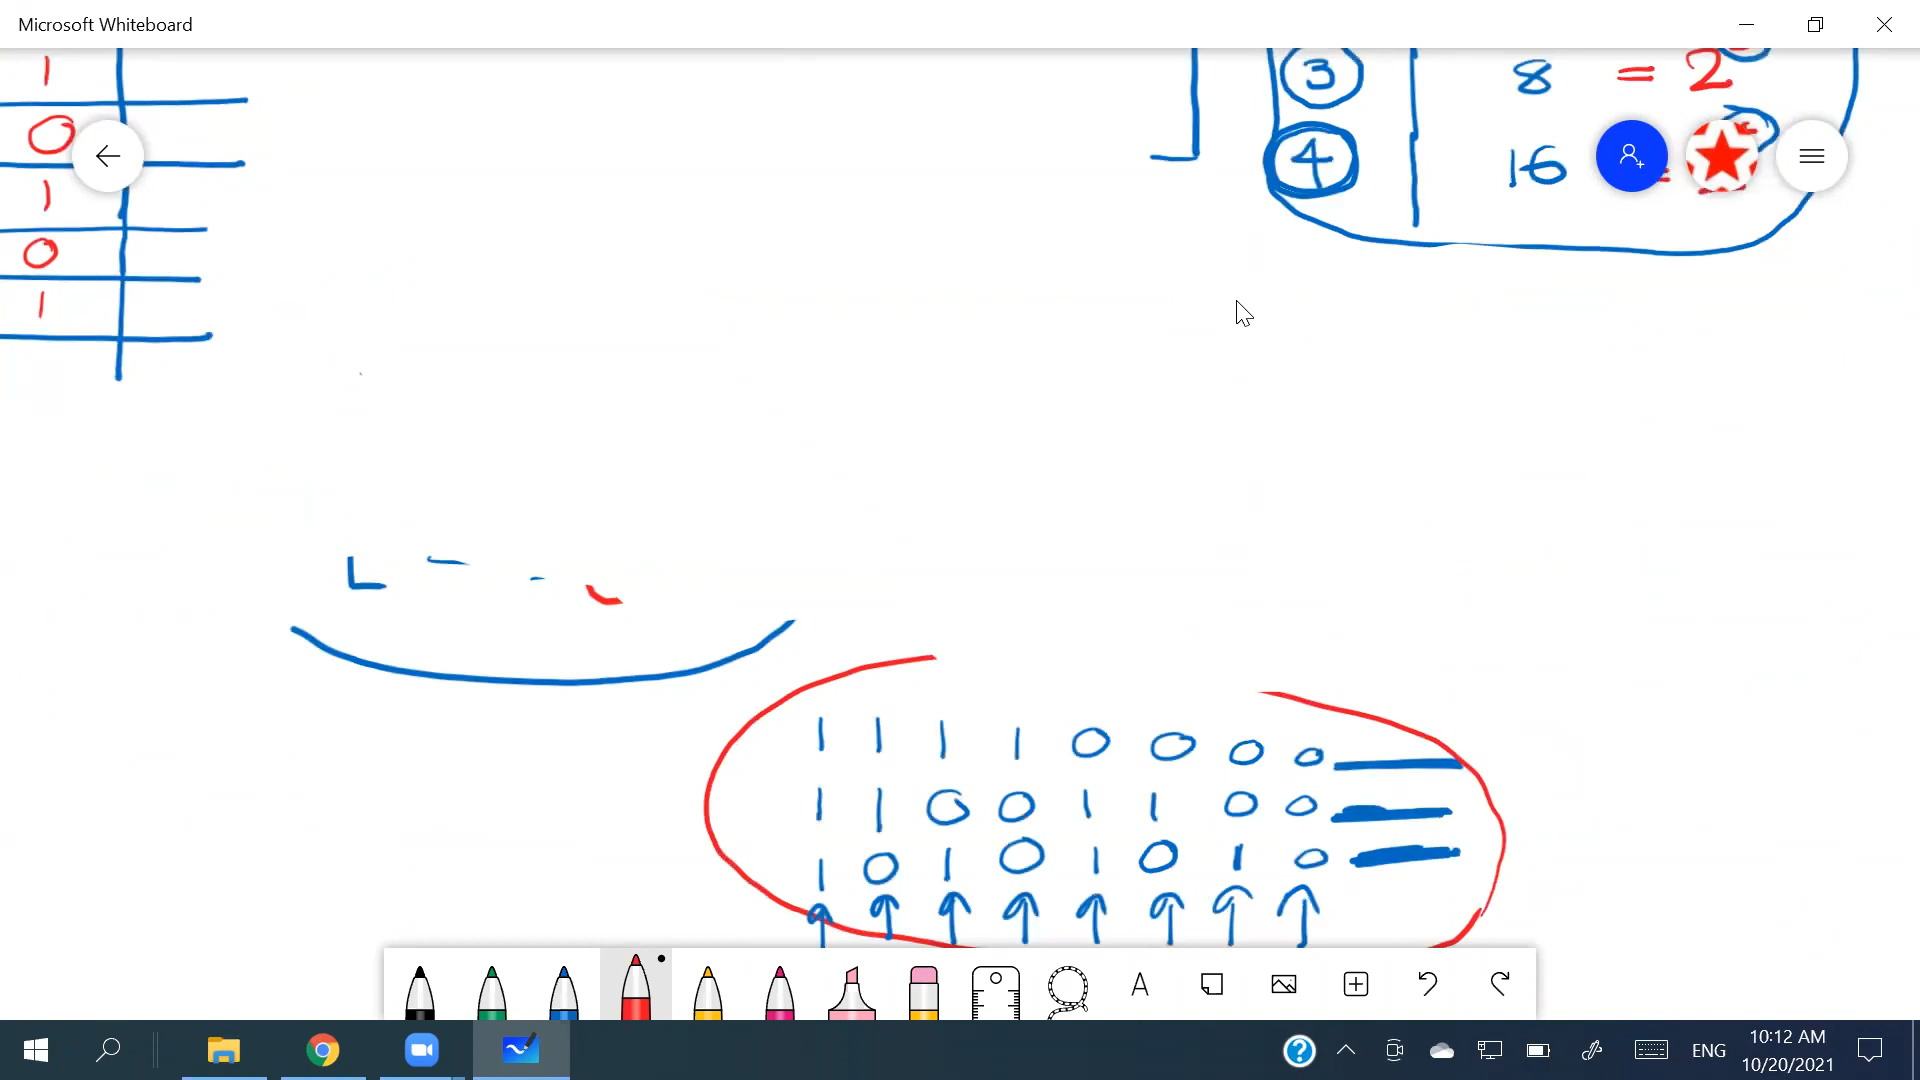 Microsoft Whiteboard
1
0
1
0
1
3 8 = 2
4 16 =
1 1 1 1 0 0 0 0
1 1 0 0 1 1 0 0
1 0 1 0 1 0 1 0
A
ENG
10:12 AM
10/20/2021